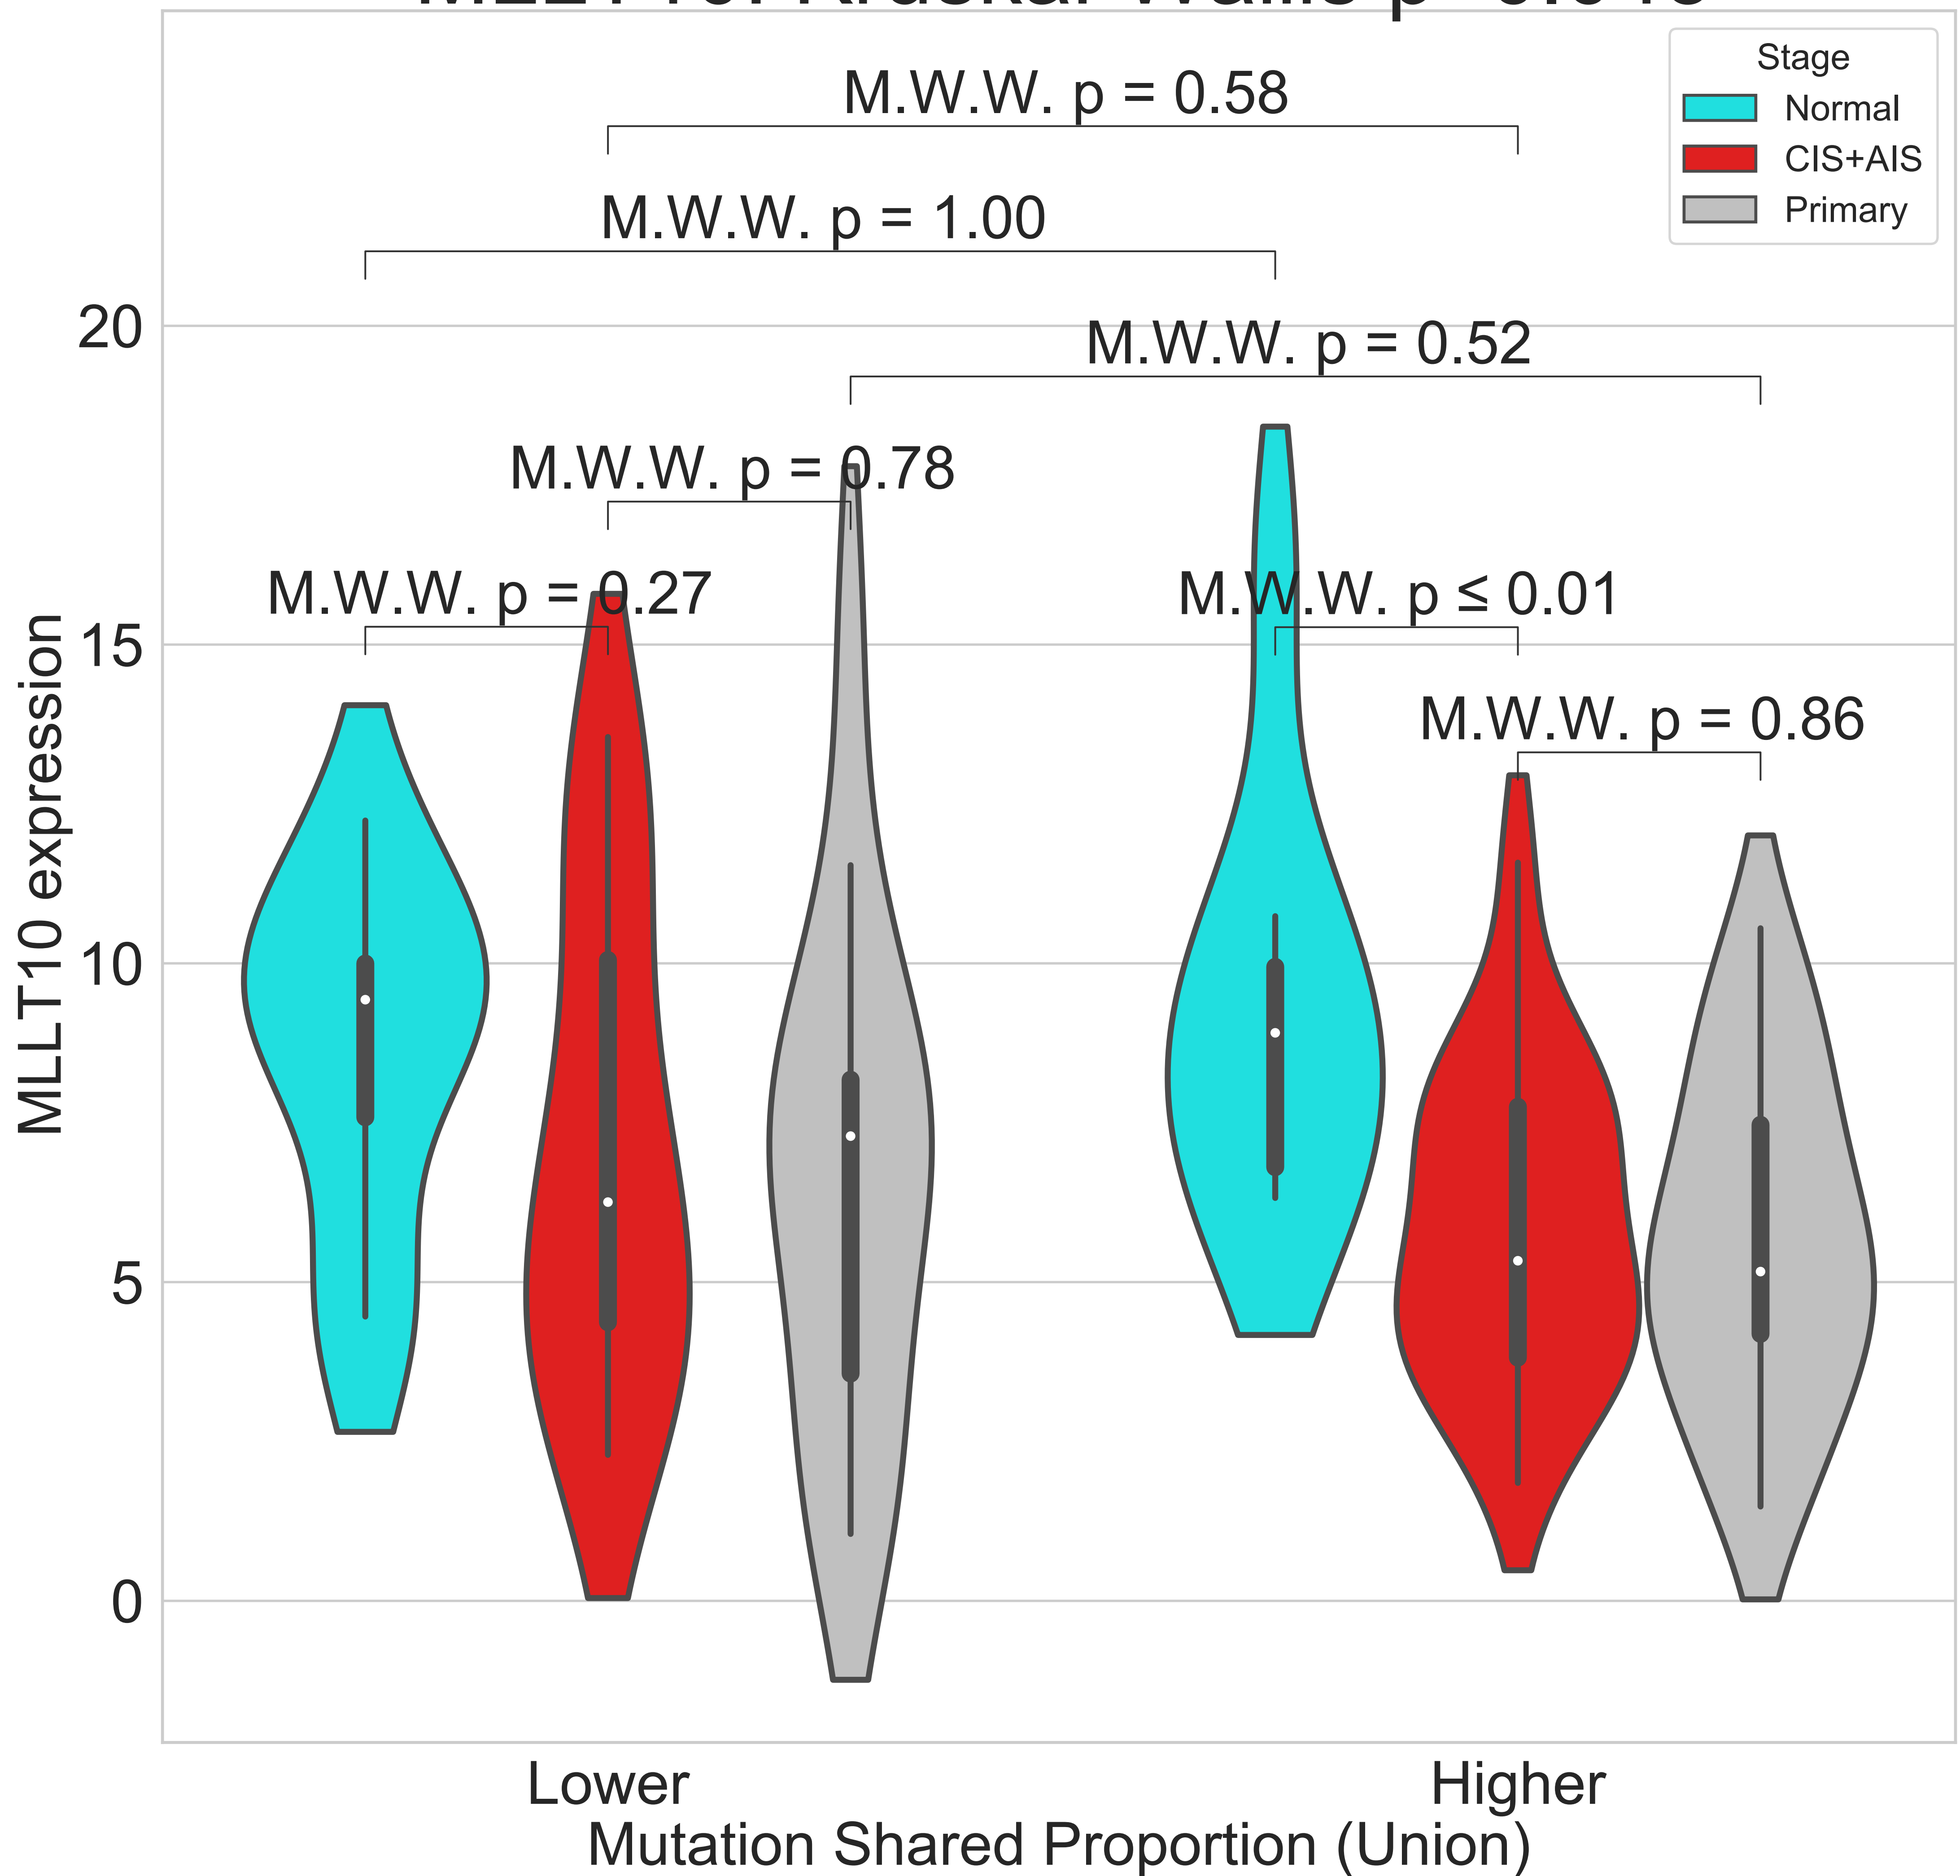 Stage
Normal
CIS+AIS
Primary
M.W.W. p = 0.58
M.W.W. p = 1.00
M.W.W. p = 0.52
M.W.W. p = 0.78
M.W.W. p = 0.27
M.W.W. p ≤ 0.01
M.W.W. p = 0.86
20
15
10
5
0
MLLT10 expression
Lower
Higher
Mutation Shared Proportion (Union)